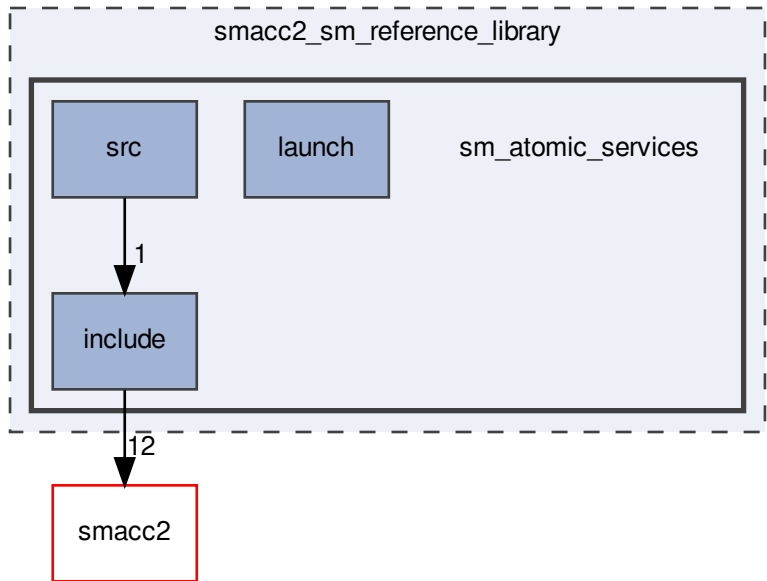 smacc2_sm_reference_library
src
launch
sm_atomic_services
1
include
12
smacc2